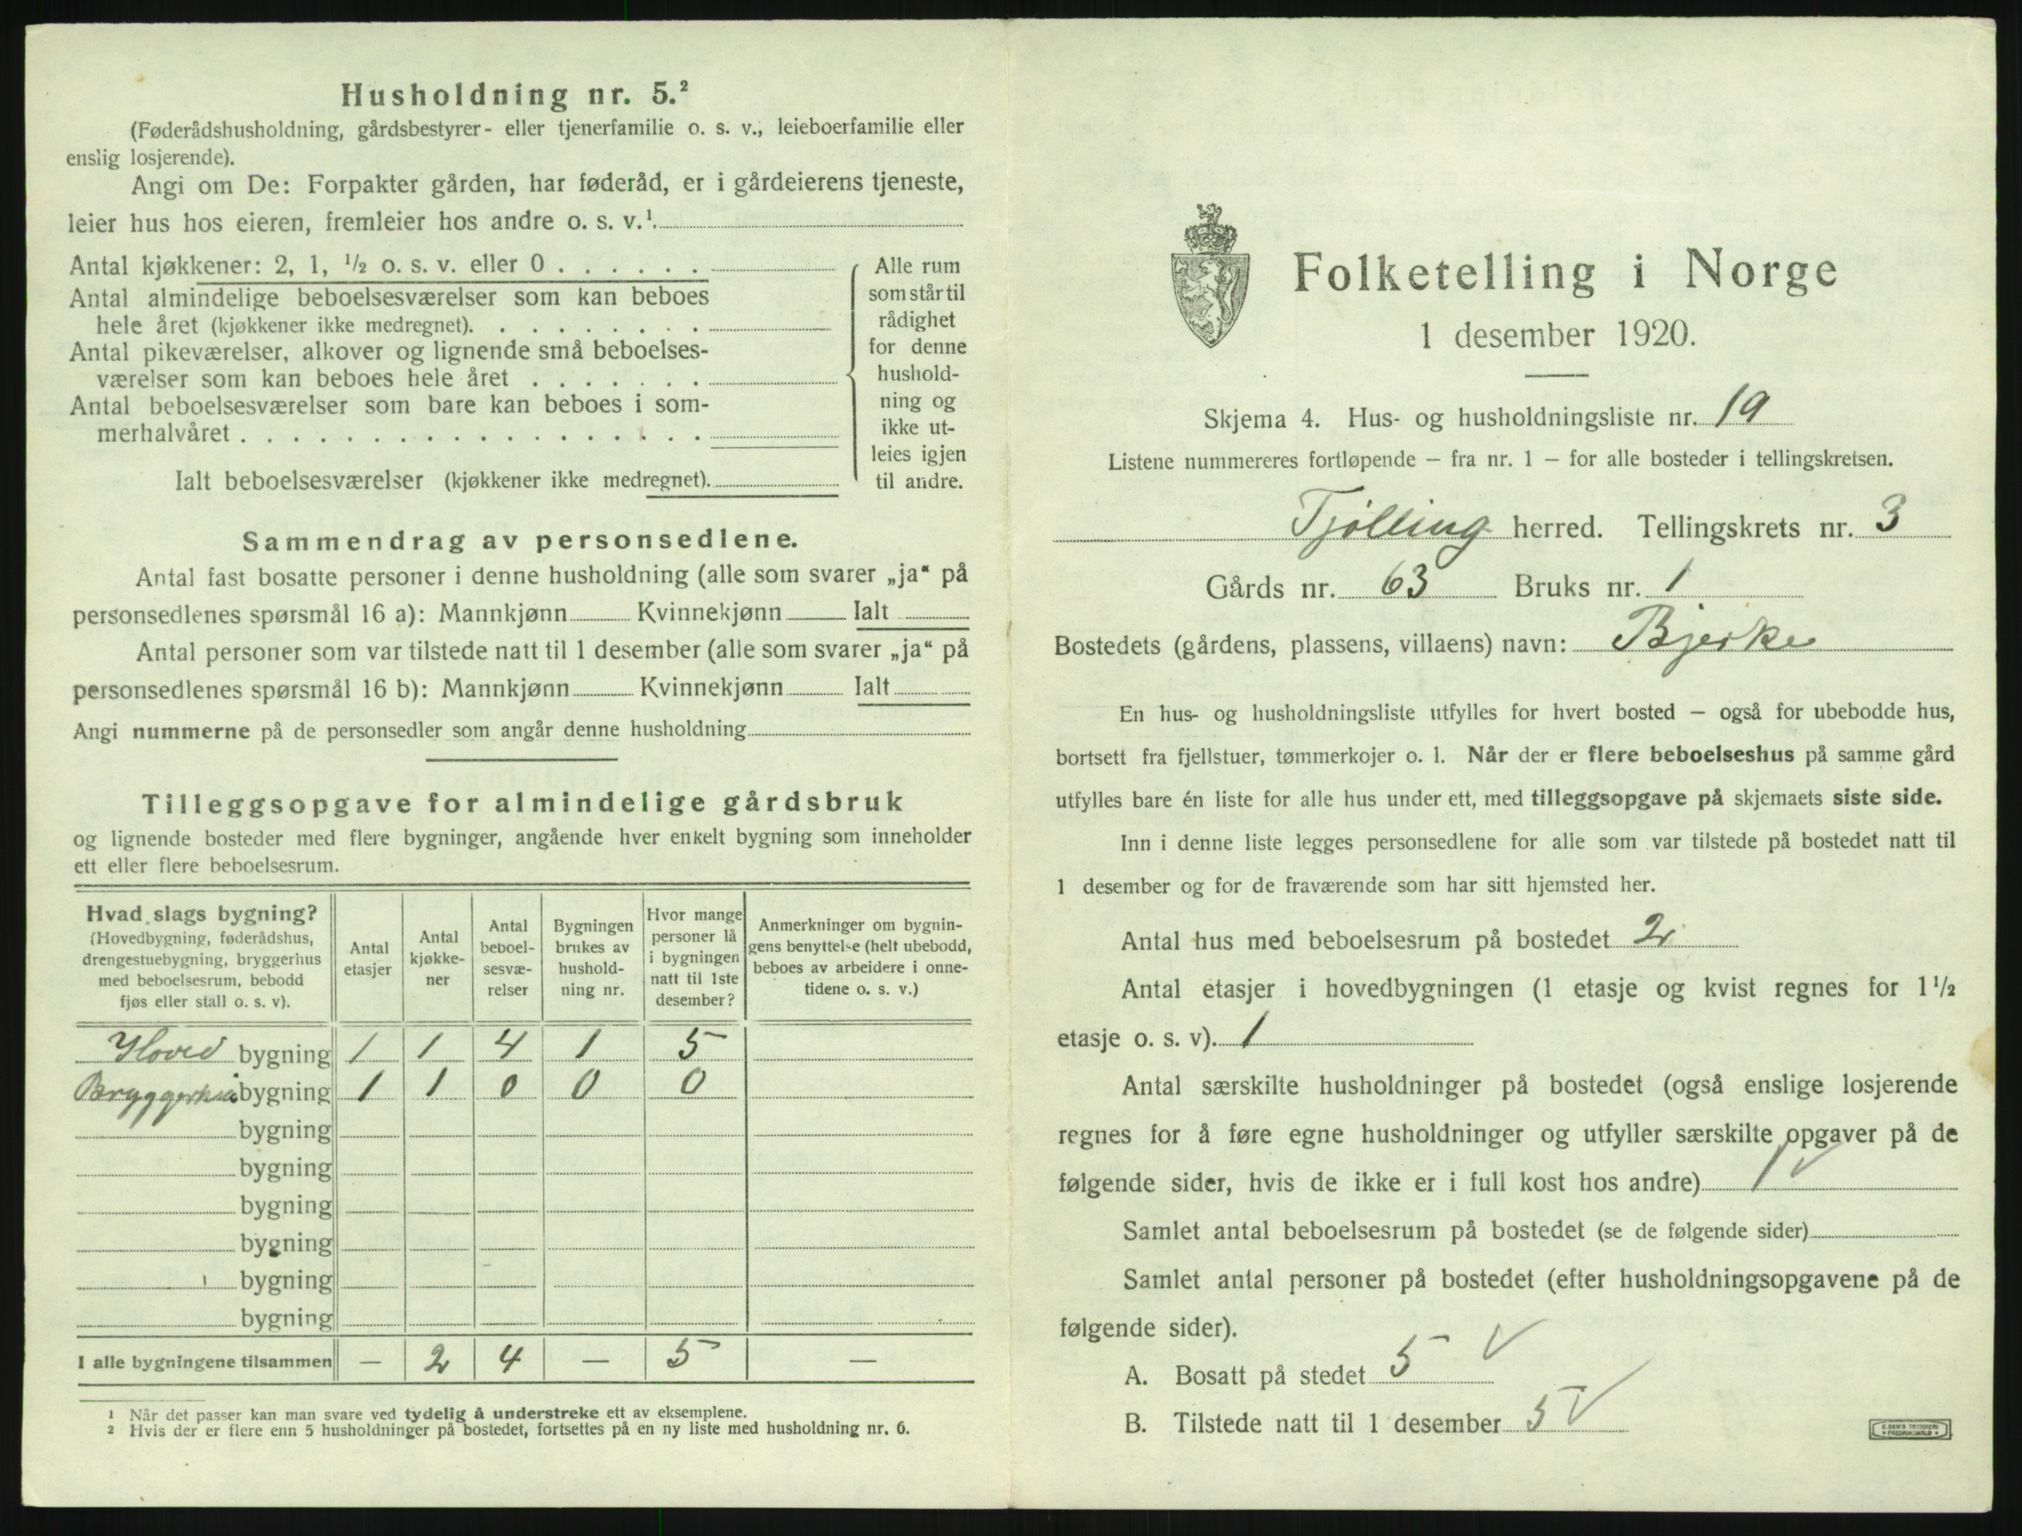 Husholdning nr. 5.²
(Føderådshusholdning, gårdsbestyrer- eller tjenerfamilie o. s. v., leieboerfamilie eller
enslig losjerende).
Angi om De: Forpakter gården, har føderåd, er i gårdeierens tjeneste,
leier hus hos eieren, fremleier hos andre o. s. v.¹
Antal kjøkkener: 2, 1, ½ o. s. v. eller 0 . . . . . .
Antal almindelige beboelsesværelser som kan beboes
hele året (kjøkkener ikke medregnet). . . . . . . . .
Antal pikeværelser, alkover og lignende små beboelses-
værelser som kan beboes hele året . . . . . . .
Antal beboelsesværelser som bare kan beboes i som-
merhalvåret . . . . . . . . . . . . . . . . . .
Ialt beboelsesværelser (kjøkkener ikke medregnet).
Alle rum
som står til
rådighet
for denne
hushold-
ning og
ikke ut-
leies igjen
til andre.
Sammendrag av personsedlene.
Antal fast bosatte personer i denne husholdning (alle som svarer „ja“ på
personsedlenes spørsmål 16 a): Mannkjønn Kvinnekjønn Ialt
Antal personer som var tilstede natt til 1 desember (alle som svarer „ja“ på
personsedlenes spørsmål 16 b): Mannkjønn Kvinnekjønn Ialt
Angi nummerne på de personsedler som angår denne husholdning
Tilleggsopgave for almindelige gårdsbruk
og lignende bosteder med flere bygninger, angående hver enkelt bygning som inneholder
ett eller flere beboelsesrum.
Hvad slags bygning?
(Hovedbygning, føderådshus,
drengestuebygning, bryggerhus
med beboelsesrum, bebodd
fjøs eller stall o. s. v).
Antal
etasjer
Antal
kjøkke-
ner
Antal
beboel-
sesvæ-
relser
Bygningen
brukes av
hushold-
ning nr.
Hvor mange
personer lå
i bygningen
natt til 1ste
desember?
Anmerkninger om bygnin-
gens benyttelse (helt ubebodd,
beboes av arbeidere i onne-
tidene o. s. v.)
Hoved bygning 1 1 4 1 5
Bryggerhus bygning 1 1 0 0 0
bygning
bygning
bygning
bygning
bygning
bygning
I alle bygningene tilsammen — 2 4 — 5 —
¹ Når det passer kan man svare ved tydelig å understreke ett av eksemplene.
² Hvis der er flere enn 5 husholdninger på bostedet, fortsettes på en ny liste med husholdning nr. 6.
Folketelling i Norge
1 desember 1920.
Skjema 4. Hus- og husholdningsliste nr. 19
Listene nummereres fortløpende – fra nr. 1 – for alle bosteder i tellingskretsen.
Tjølling herred. Tellingskrets nr. 3
Gårds nr. 63 Bruks nr. 1
Bostedets (gårdens, plassens, villaens) navn: Bjerke
En hus- og husholdningsliste utfylles for hvert bosted – også for ubebodde hus,
bortsett fra fjellstuer, tømmerkojer o. l. Når der er flere beboelseshus på samme gård
utfylles bare én liste for alle hus under ett, med tilleggsopgave på skjemaets siste side.
Inn i denne liste legges personsedlene for alle som var tilstede på bostedet natt til
1 desember og for de fraværende som har sitt hjemsted her.
Antal hus med beboelsesrum på bostedet 2
Antal etasjer i hovedbygningen (1 etasje og kvist regnes for 1½
etasje o. s. v). 1
Antal særskilte husholdninger på bostedet (også enslige losjerende
regnes for å føre egne husholdninger og utfyller særskilte opgaver på de
følgende sider, hvis de ikke er i full kost hos andre) 1 √
Samlet antal beboelsesrum på bostedet (se de følgende sider)
Samlet antal personer på bostedet (efter husholdningsopgavene på de
følgende sider).
A. Bosatt på stedet 5 √
B. Tilstede natt til 1 desember 5 √